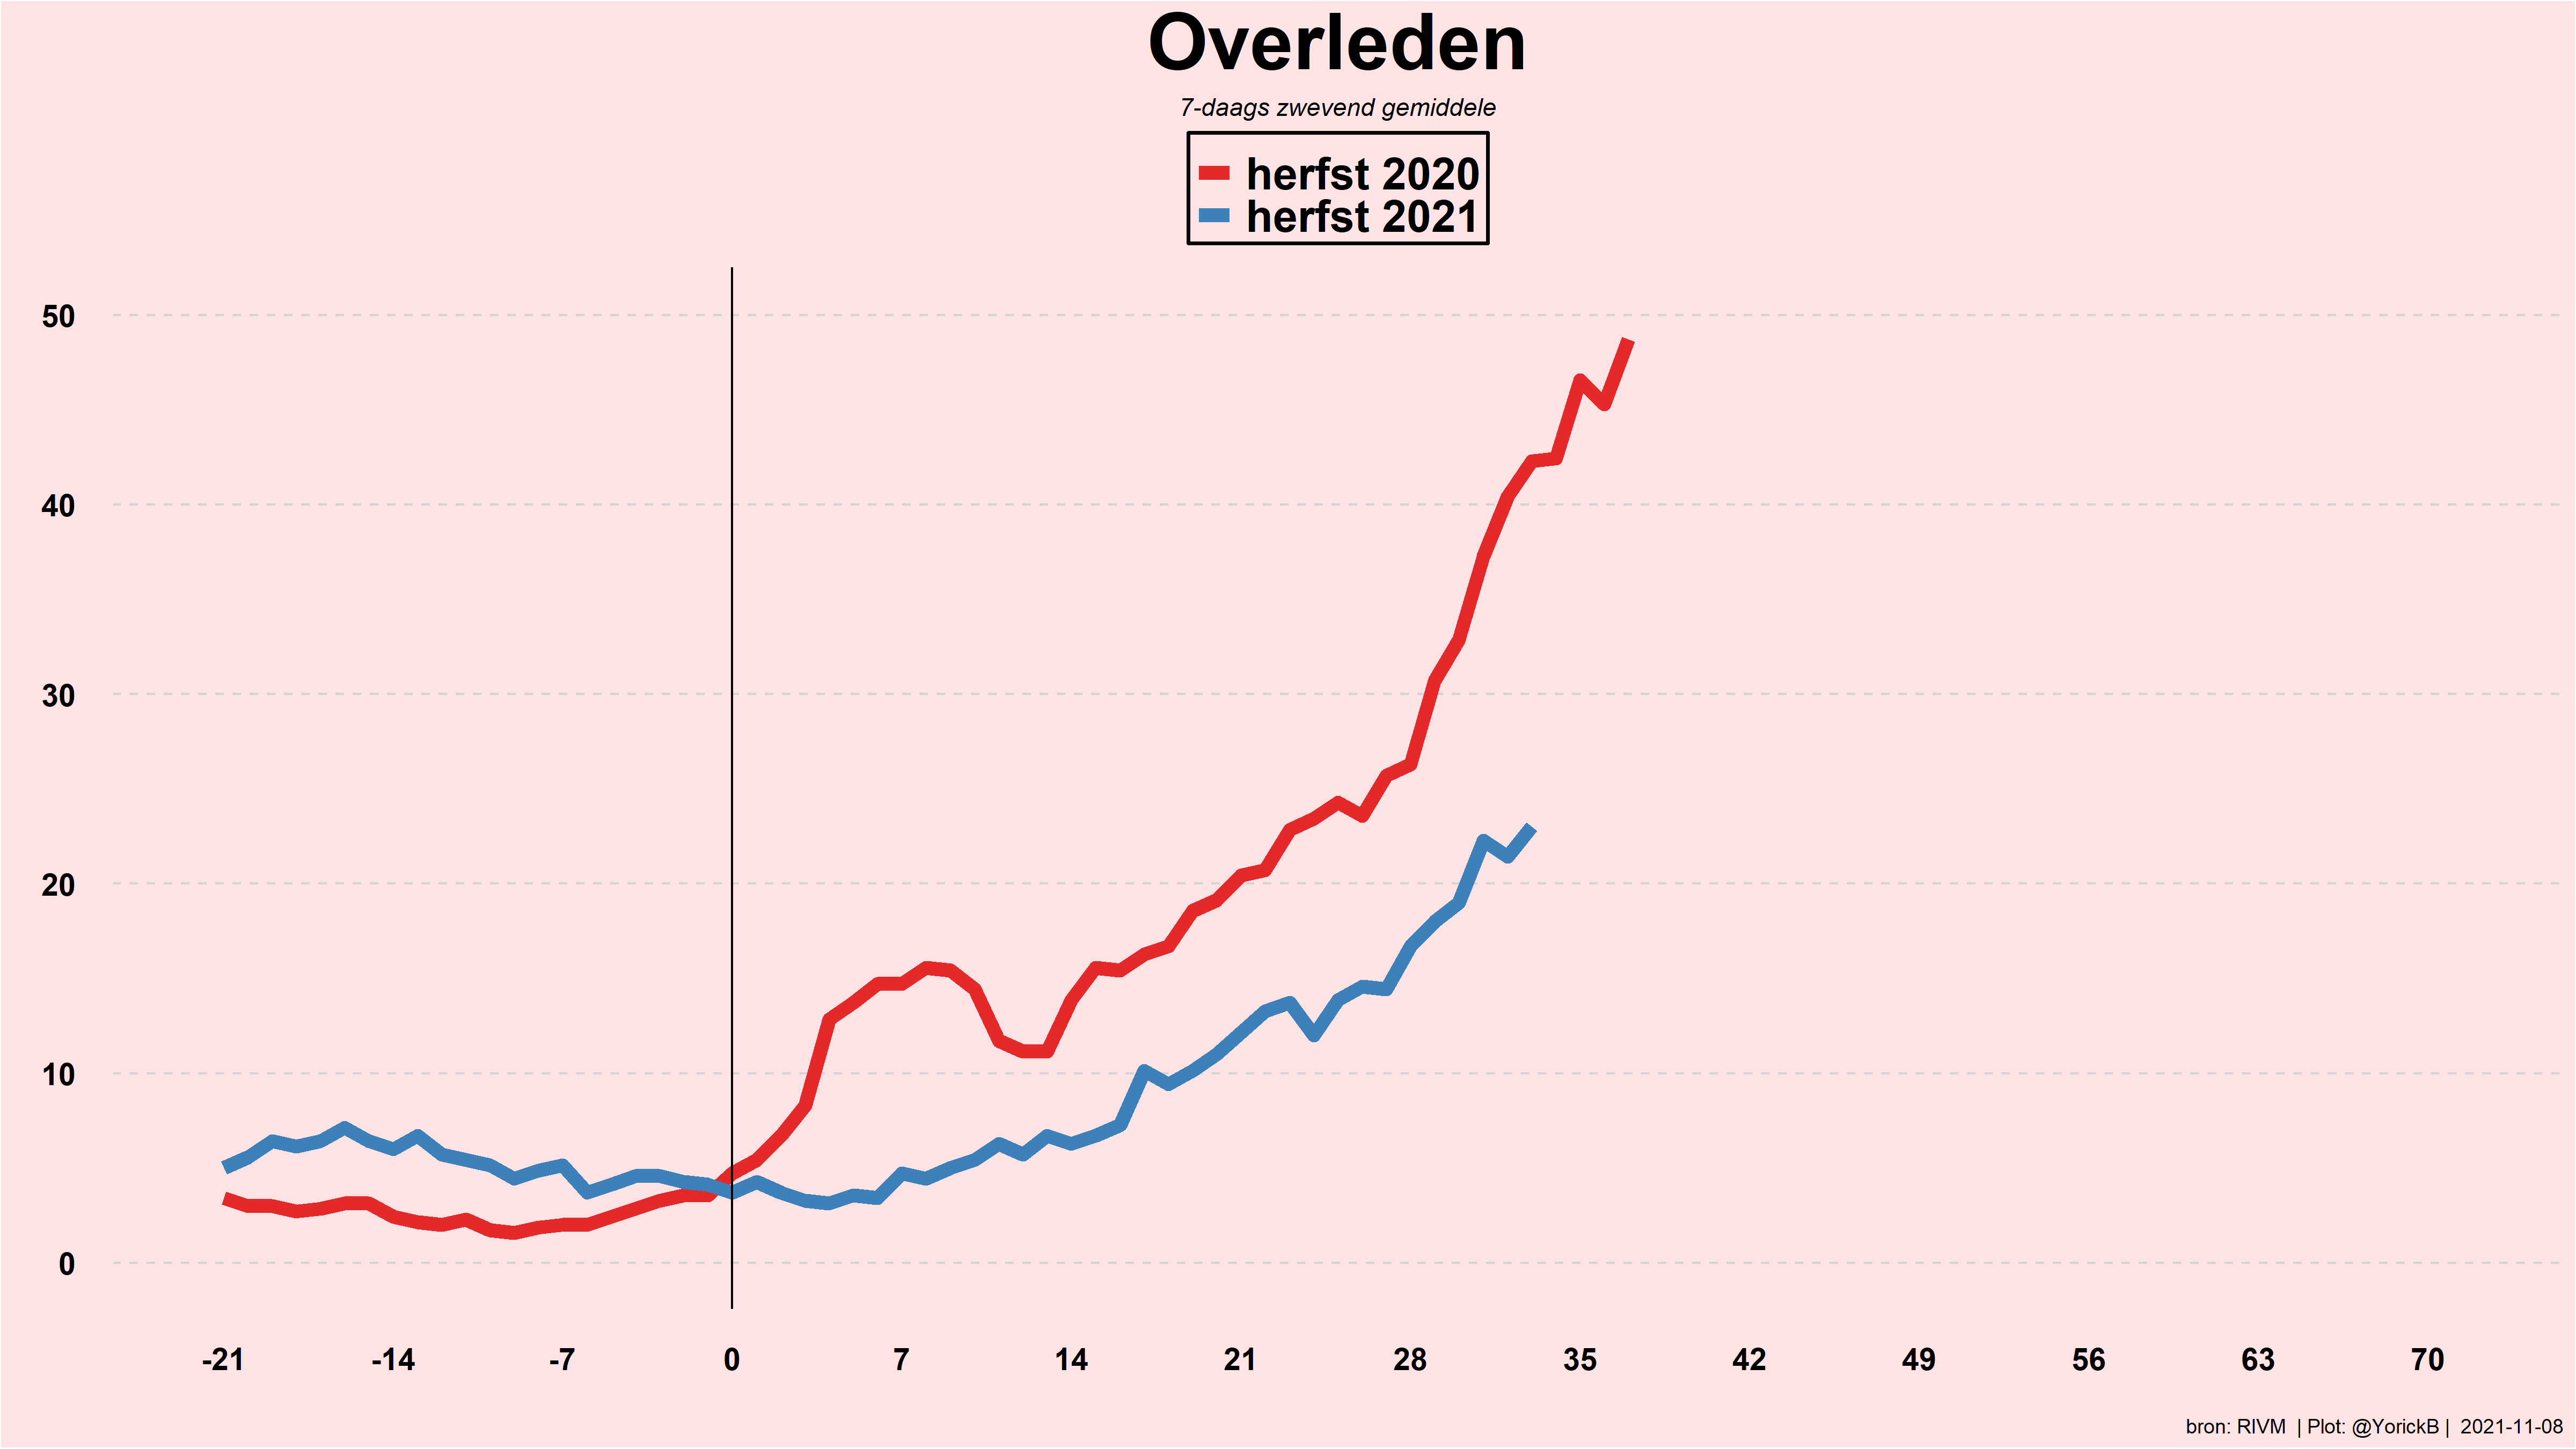 Overleden
7-daags zwevend gemiddele
herfst 2020
herfst 2021
50
40
30
20
10
0
-21 -14 -7 0 7 14 21 28 35 42 49 56 63 70
bron: RIVM | Plot: @YorickB | 2021-11-08